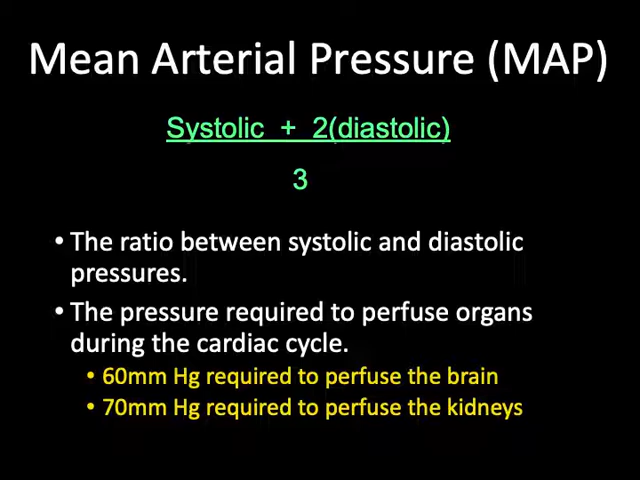 Mean Arterial Pressure (MAP)
Systolic + 2(diastolic)
3
• The ratio between systolic and diastolic
pressures.
• The pressure required to perfuse organs
during the cardiac cycle.
• 60mm Hg required to perfuse the brain
• 70mm Hg required to perfuse the kidneys